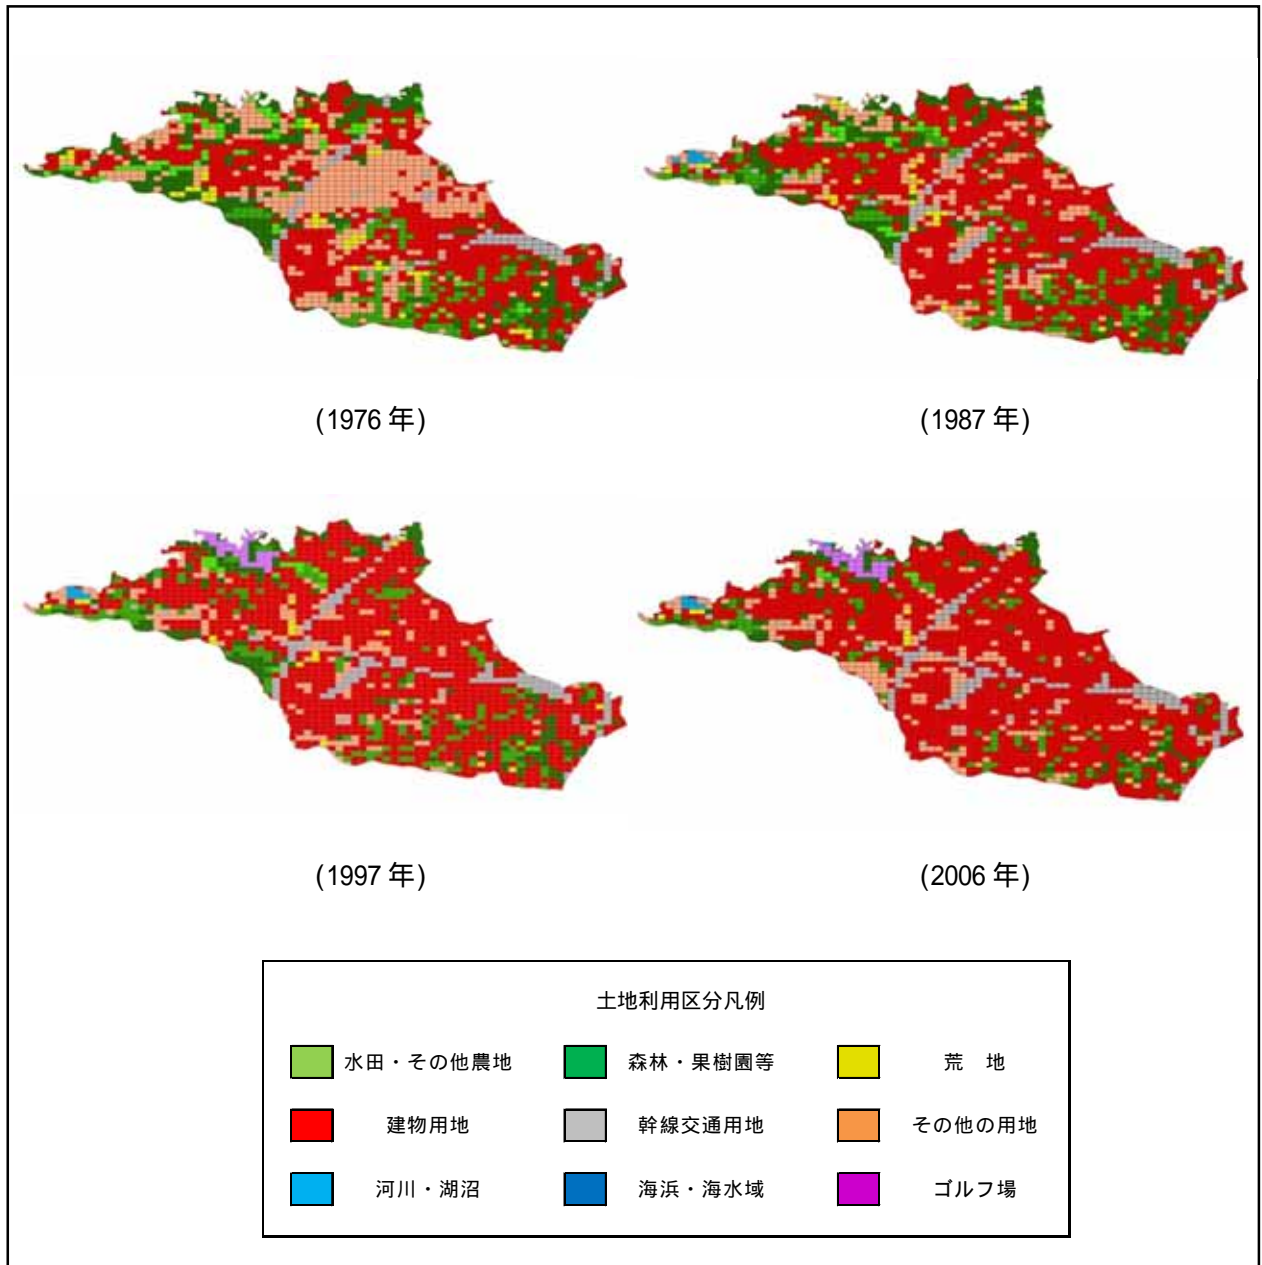 (1976 年)
(1987 年)
(1997 年)
(2006 年)
土地利用区分凡例
水田・その他農地
森林・果樹園等
荒 地
建物用地
幹線交通用地
その他の用地
河川・湖沼
海浜・海水域
ゴルフ場